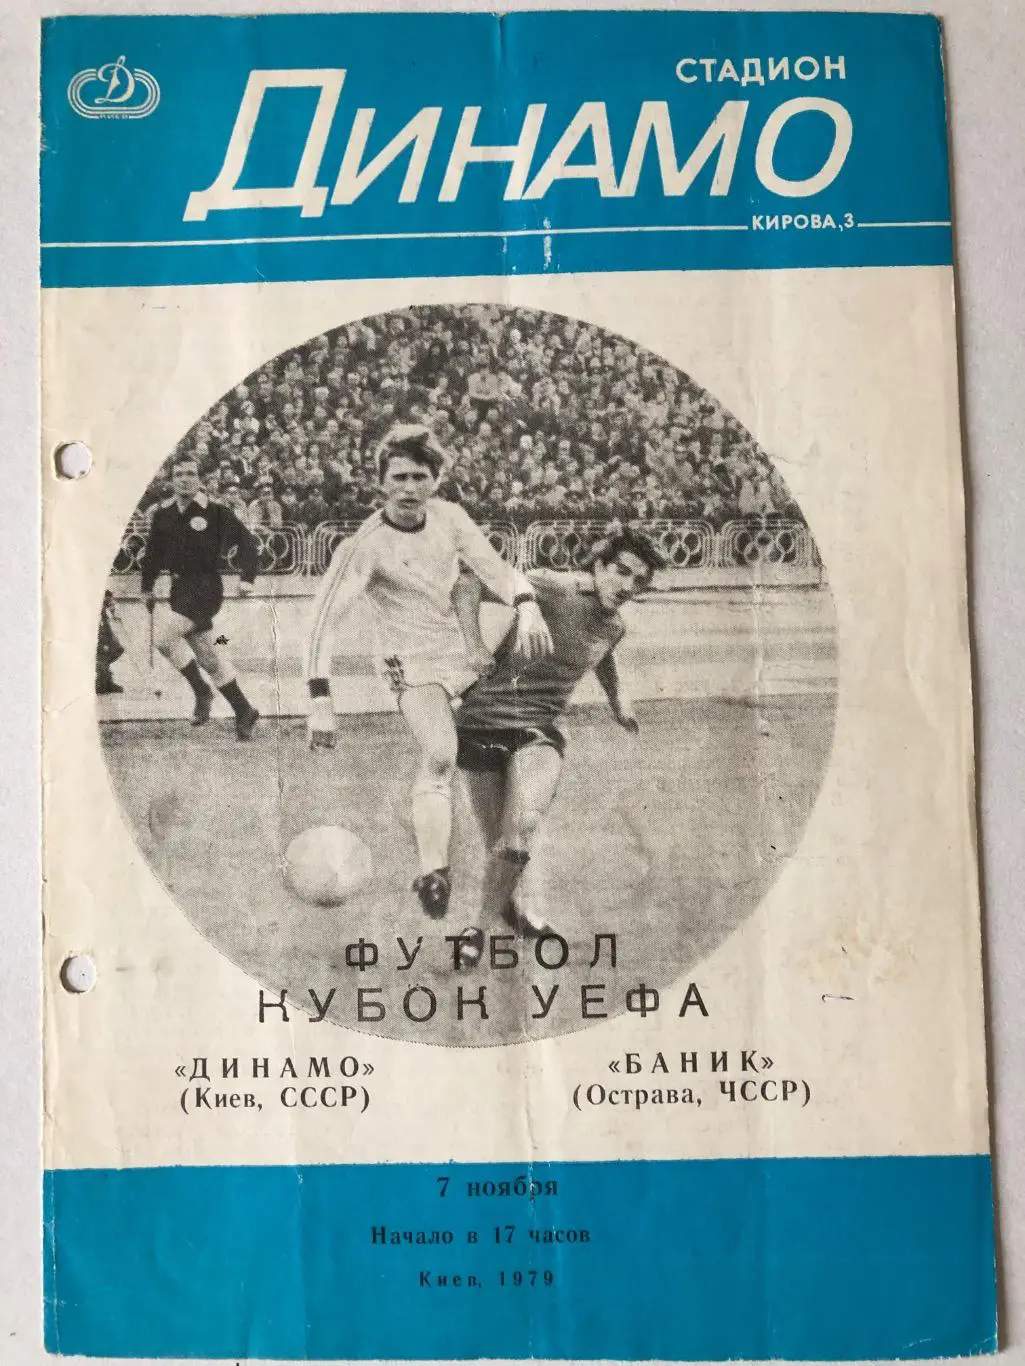 Д
КИЕВ
СТАДИОН
ДИНАМО
КИРОВА, 3
ФУТБОЛ
КУБОК УЕФА
«ДИНАМО»
(Киев, СССР)
«БАНИК»
(Острава, ЧССР)
7 ноября
Начало в 17 часов
Киев, 1979